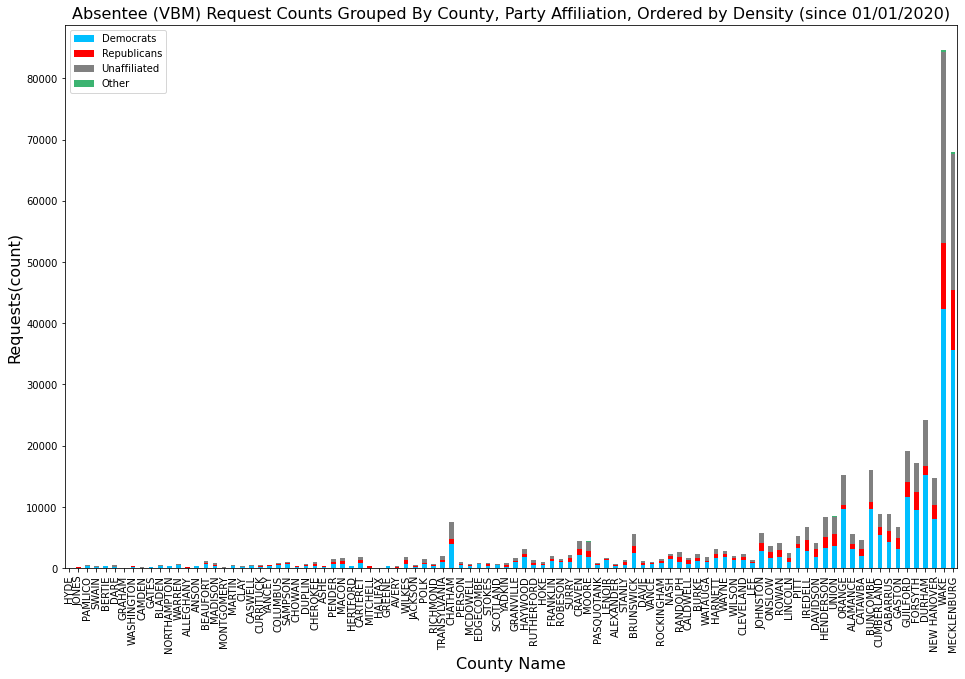 Absentee (VBM) Request Counts Grouped By County, Party Affiliation, Ordered by Density (since 01/01/2020)
Democrats
Republicans
Unaffiliated
Other
Requests(count)
80000
70000
60000
50000
40000
30000
20000
10000
0
HYDE
JONES
PAMLICO
SWAIN
BERTIE
DARE
GRAHAM
WASHINGTON
CAMDEN
GATES
BLADEN
NORTHAMPTON
WARREN
ALLEGHANY
ANSON
BEAUFORT
MADISON
MONTGOMERY
MARTIN
CLAY
CASWELL
CURRITUCK
YANCEY
COLUMBUS
SAMPSON
CHOWAN
DUPLIN
CHEROKEE
ASHE
PENDER
MACON
HERTFORD
CARTERET
MITCHELL
HALIFAX
GREENE
AVERY
WILKES
JACKSON
POLK
RICHMOND
TRANSYLVANIA
CHATHAM
PERSON
MCDOWELL
EDGECOMBE
STOKES
SCOTLAND
YADKIN
GRANVILLE
HAYWOOD
RUTHERFORD
HOKE
FRANKLIN
ROBESON
SURRY
CRAVEN
MOORE
PASQUOTANK
LENOIR
ALEXANDER
STANLY
BRUNSWICK
DAVIE
VANCE
ROCKINGHAM
NASH
RANDOLPH
CALDWELL
BURKE
WATAUGA
HARNETT
WAYNE
WILSON
CLEVELAND
LEE
JOHNSTON
ONSLOW
ROWAN
LINCOLN
PITT
IREDELL
DAVIDSON
HENDERSON
UNION
ORANGE
ALAMANCE
CATAWBA
BUNCOMBE
CUMBERLAND
CABARRUS
GASTON
GUILFORD
FORSYTH
DURHAM
NEW HANOVER
WAKE
MECKLENBURG
County Name